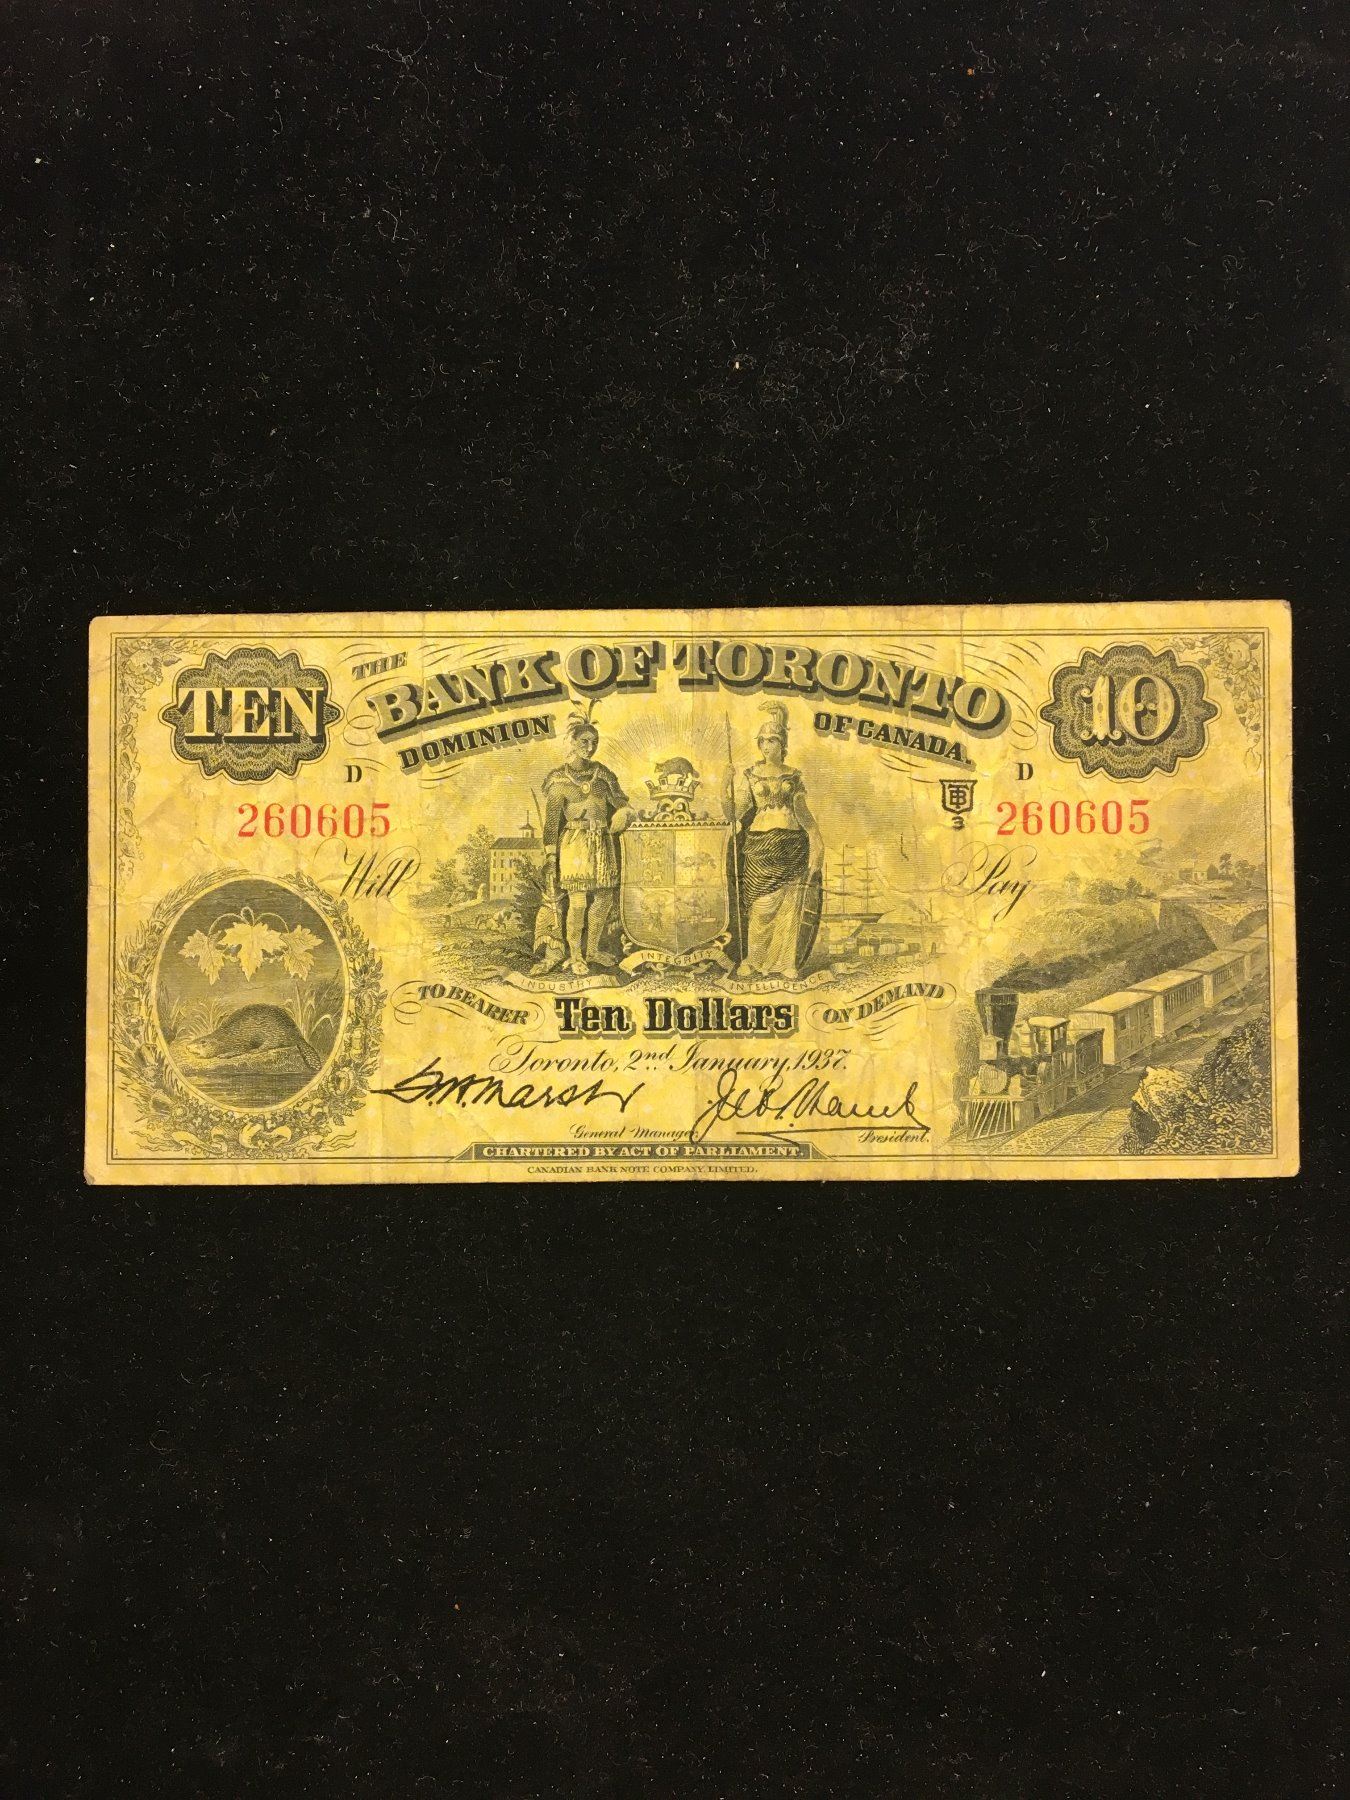 THE
BANK OF TORONTO
DOMINION OF CANADA.
TEN
10
D
D
260605
TB
3
260605
Will
Pay
INTEGRITY
INDUSTRY
INTELLIGENCE
TO BEARER Ten Dollars ON DEMAND
Toronto, 2nd. January, 1937.
General Manager
President.
CHARTERED BY ACT OF PARLIAMENT.
CANADIAN BANK NOTE COMPANY, LIMITED.